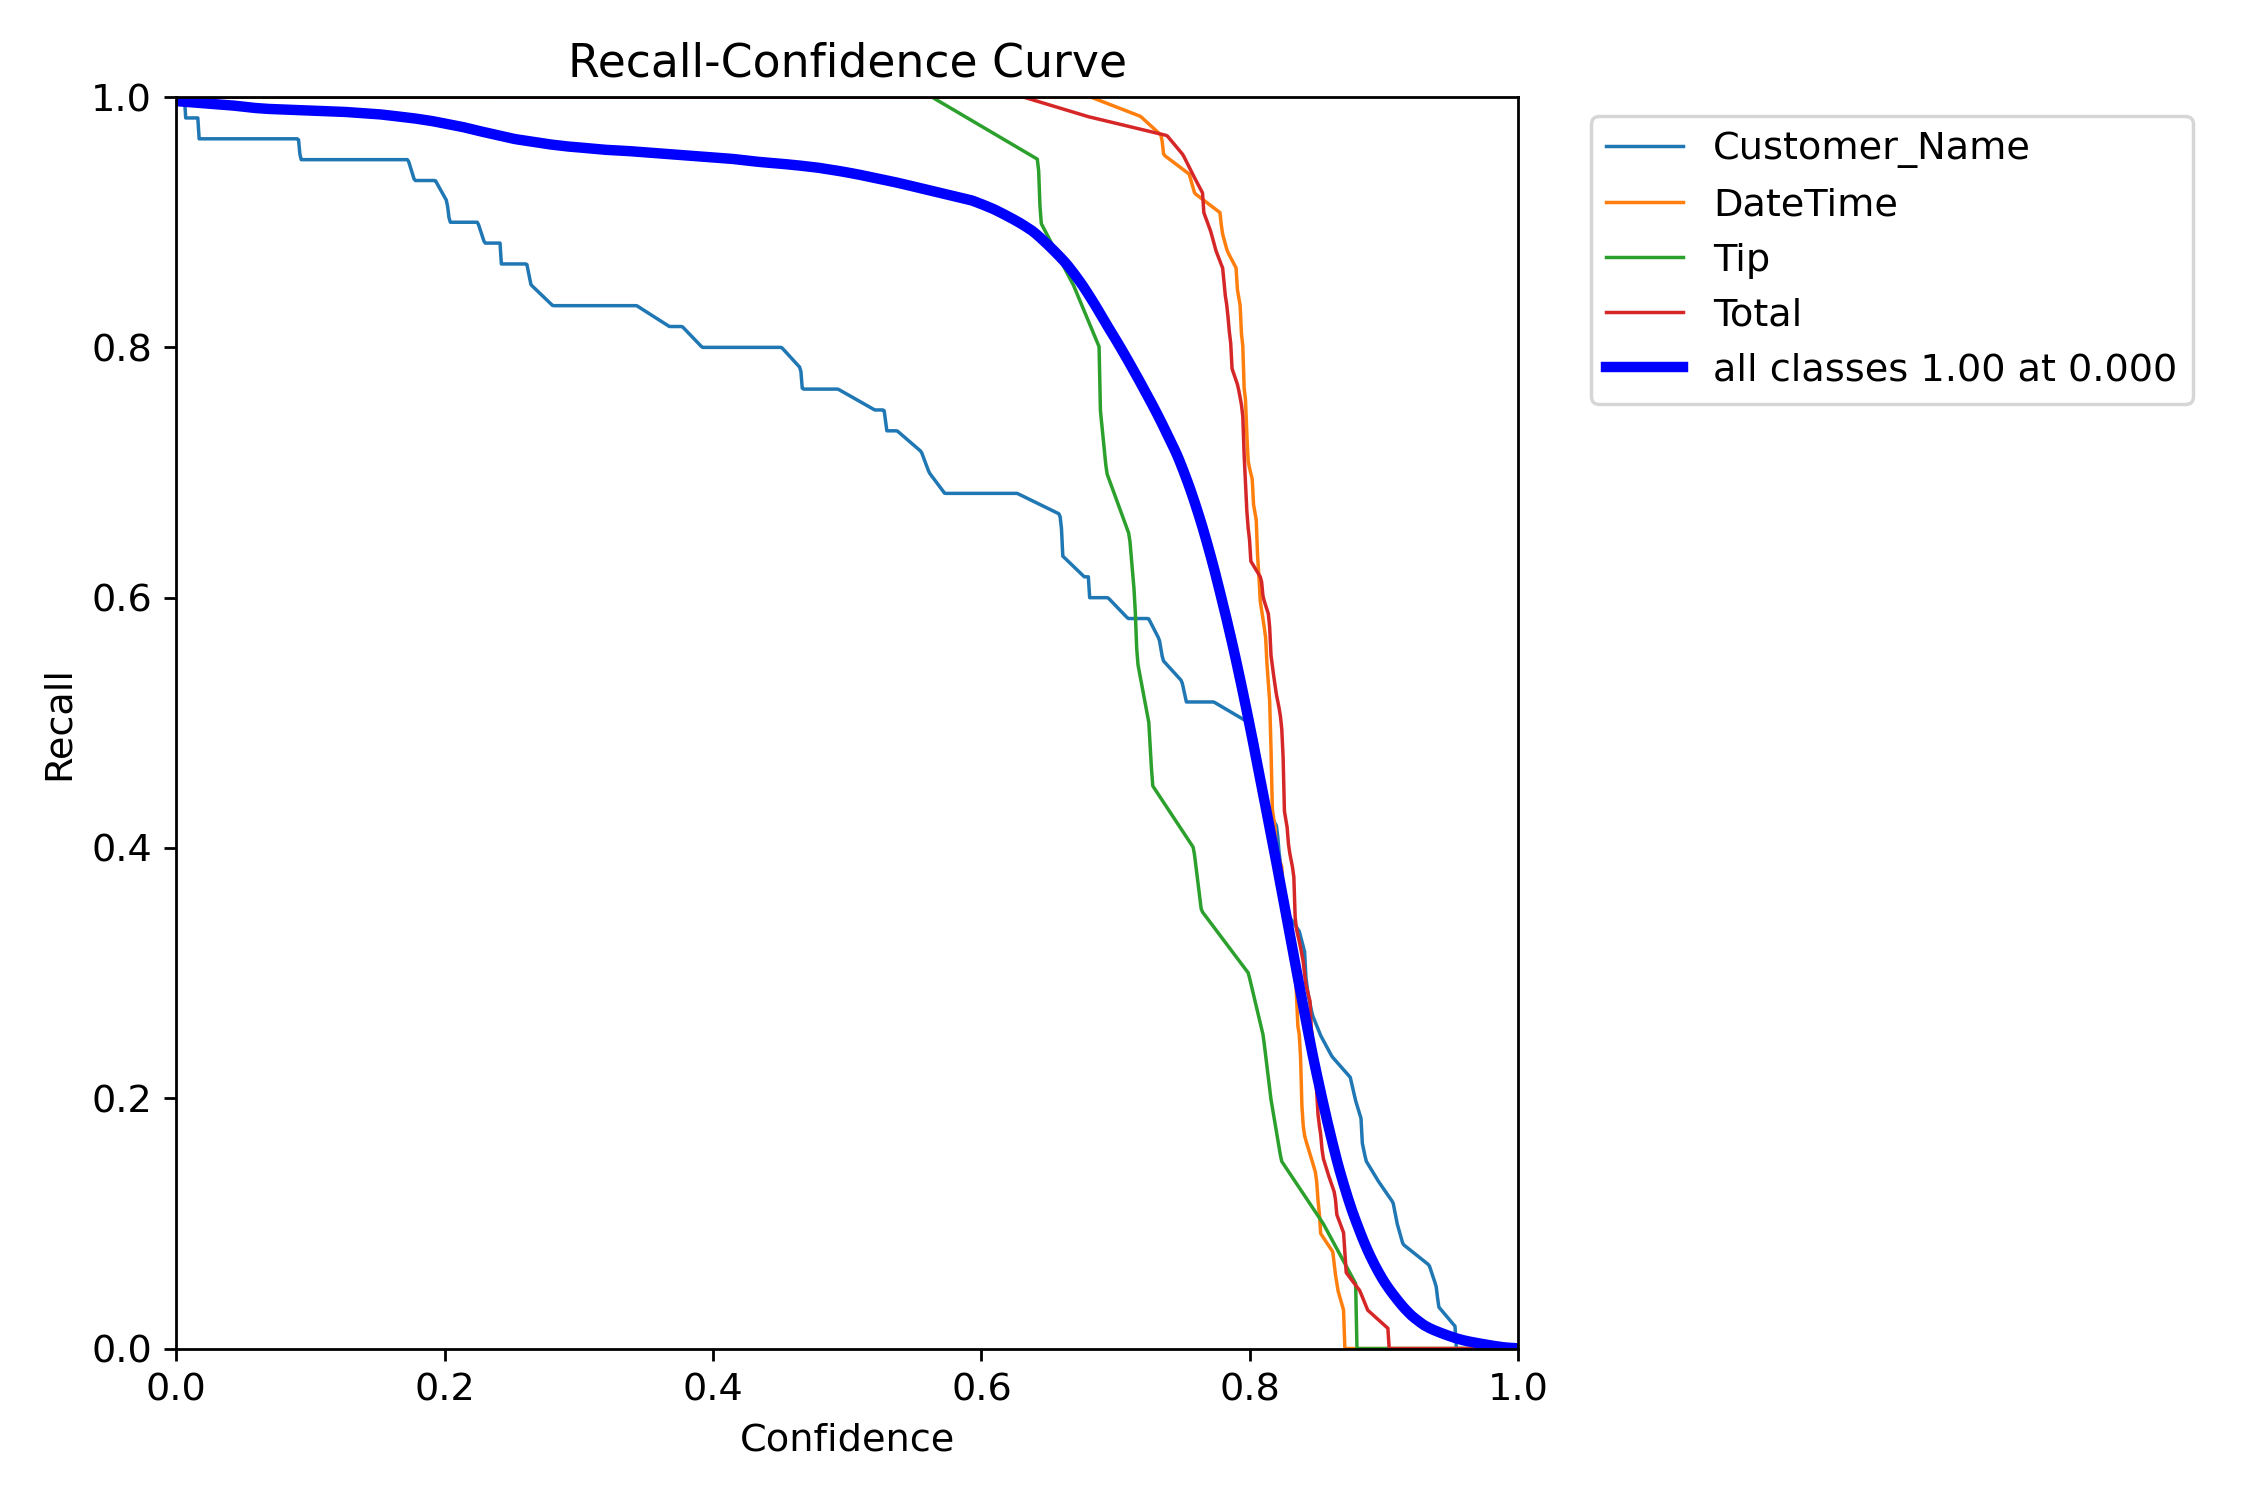 Recall-Confidence Curve
1.0
0.8
0.6
0.4
0.2
0.0
Recall
0.0 0.2 0.4 0.6 0.8 1.0
Confidence
Customer_Name
DateTime
Tip
Total
all classes 1.00 at 0.000